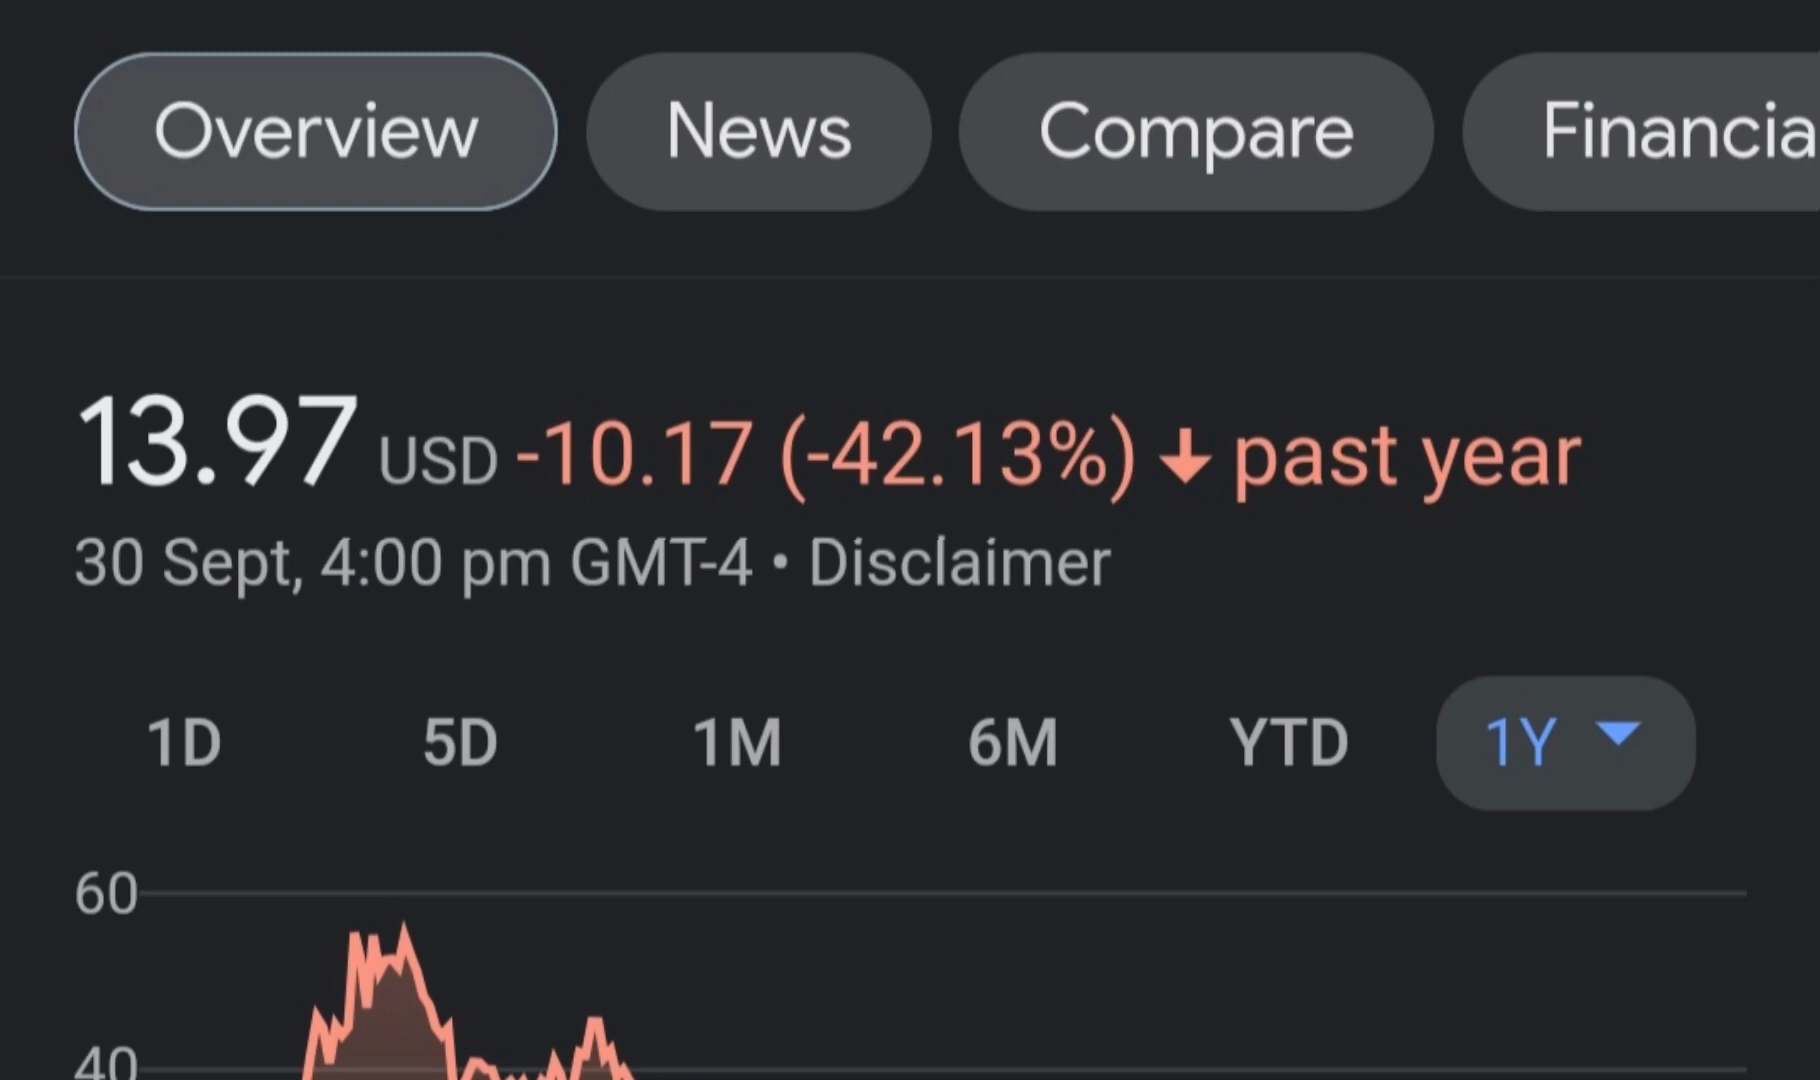 Overview News Compare Financia
13.97 USD -10.17 (-42.13%) ↓ past year
30 Sept, 4:00 pm GMT-4 • Disclaimer
1D 5D 1M 6M YTD 1Y
60
40